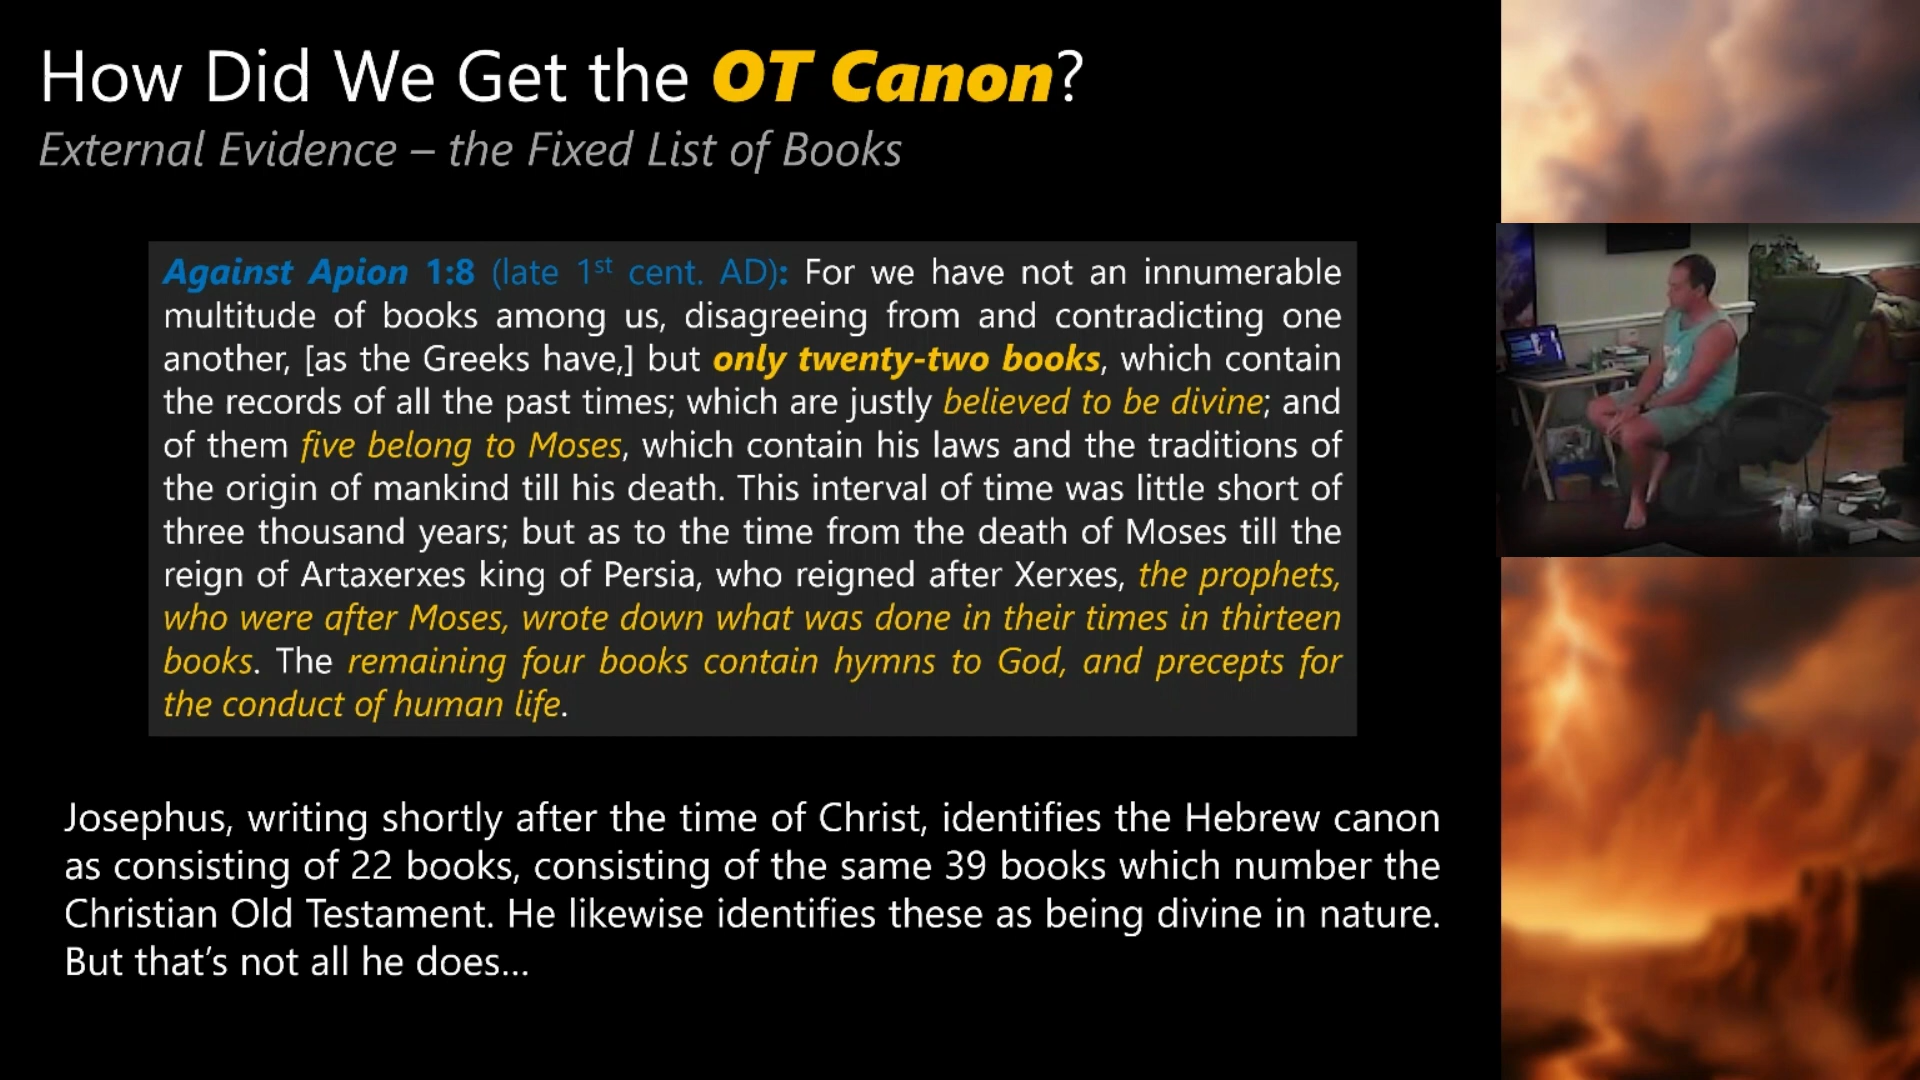 How Did We Get the OT Canon?
External Evidence – the Fixed List of Books
Against Apion 1:8 (late 1st cent. AD): For we have not an innumerable
multitude of books among us, disagreeing from and contradicting one
another, [as the Greeks have,] but only twenty-two books, which contain
the records of all the past times; which are justly believed to be divine; and
of them five belong to Moses, which contain his laws and the traditions of
the origin of mankind till his death. This interval of time was little short of
three thousand years; but as to the time from the death of Moses till the
reign of Artaxerxes king of Persia, who reigned after Xerxes, the prophets,
who were after Moses, wrote down what was done in their times in thirteen
books. The remaining four books contain hymns to God, and precepts for
the conduct of human life.
Josephus, writing shortly after the time of Christ, identifies the Hebrew canon
as consisting of 22 books, consisting of the same 39 books which number the
Christian Old Testament. He likewise identifies these as being divine in nature.
But that’s not all he does…